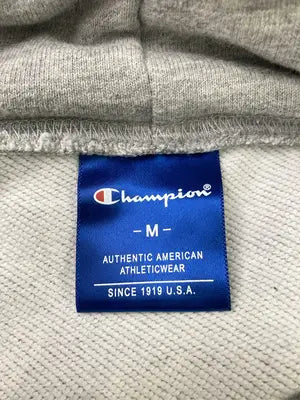 Champion®
- M -
AUTHENTIC AMERICAN
ATHLETICWEAR
SINCE 1919 U.S.A.